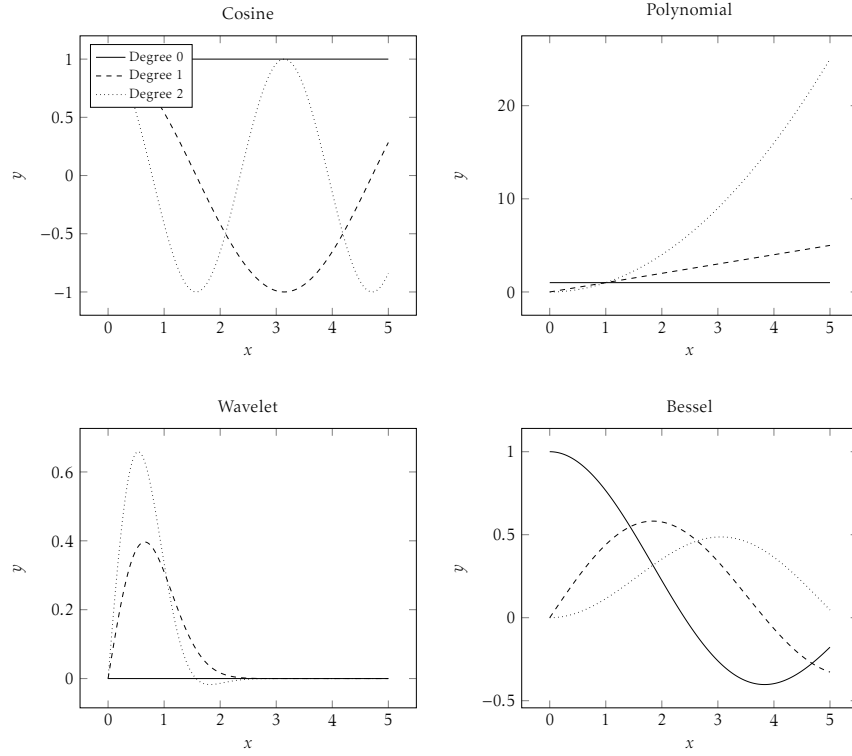 Cosine
1
0.5
0
−0.5
−1
y
Degree 0
Degree 1
Degree 2
0 1 2 3 4 5
x
Polynomial
20
10
0
y
0 1 2 3 4 5
x
Wavelet
0.6
0.4
0.2
0
y
0 1 2 3 4 5
x
Bessel
1
0.5
0
−0.5
y
0 1 2 3 4 5
x